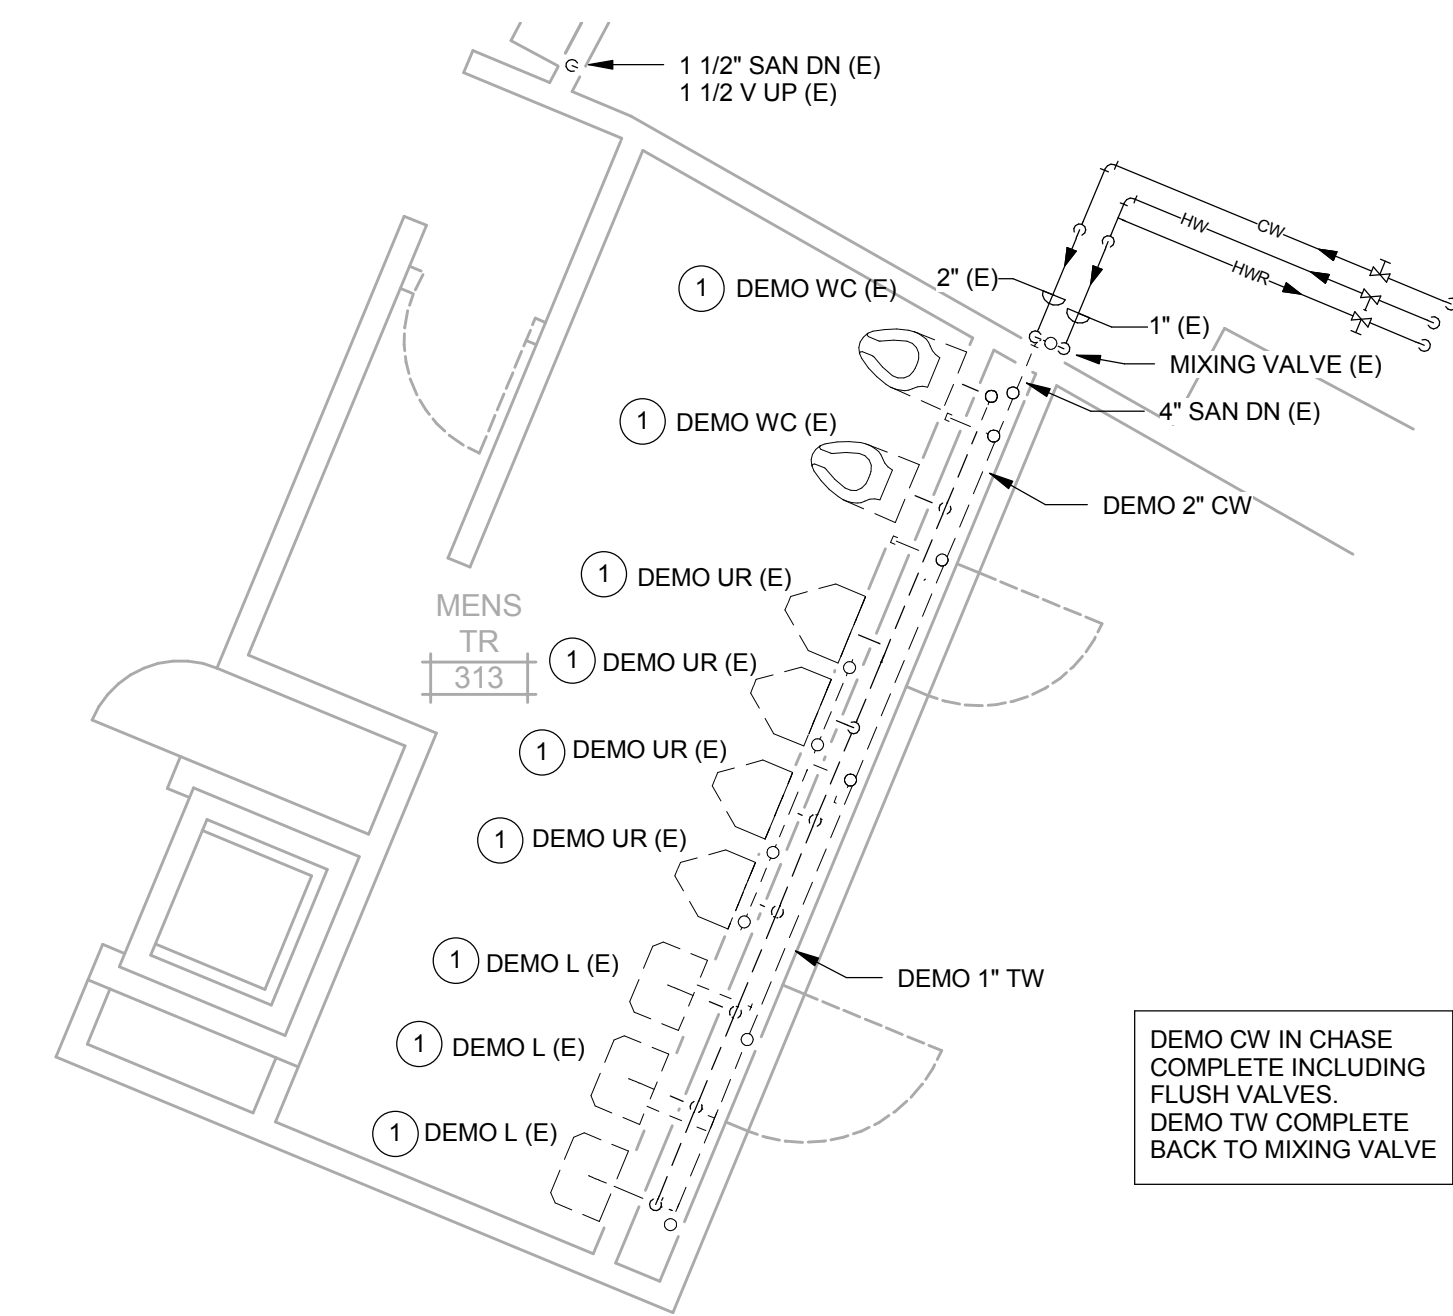 1 1/2" SAN DN (E)
1 1/2 V UP (E)
CW
HW
HWR
2" (E)
1" (E)
MIXING VALVE (E)
4" SAN DN (E)
1 DEMO WC (E)
1 DEMO WC (E)
DEMO 2" CW
1 DEMO UR (E)
MENS
TR
313
1 DEMO UR (E)
1 DEMO UR (E)
1 DEMO UR (E)
1 DEMO L (E)
DEMO 1" TW
1 DEMO L (E)
1 DEMO L (E)
DEMO CW IN CHASE
COMPLETE INCLUDING
FLUSH VALVES.
DEMO TW COMPLETE
BACK TO MIXING VALVE